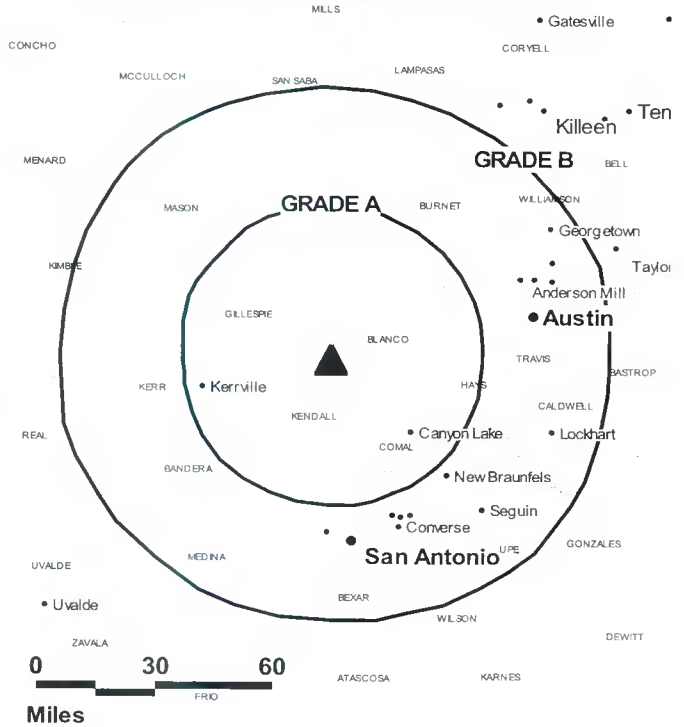 MILLS
Gatesville
CONCHO
CORYELL
MCCULLOCH
SAN SABA
LAMPASAS
Killeen
Ten
MENARD
GRADE B
BELL
MASON
GRADE A
BURNET
WILLIAMSON
Georgetown
KIMBLE
Taylor
Anderson Mill
GILLESPIE
Austin
BLANCO
TRAVIS
BASTROP
KERR
Kerrville
HAYS
KENDALL
CALDWELL
REAL
Canyon Lake
Lockhart
COMAL
BANDERA
New Braunfels
Seguin
Converse
San Antonio
UPE
GONZALES
MEDINA
UVALDE
Uvalde
BEXAR
WILSON
ZAVALA
DEWITT
0 30 60
ATASCOSA
KARNES
FRIO
Miles